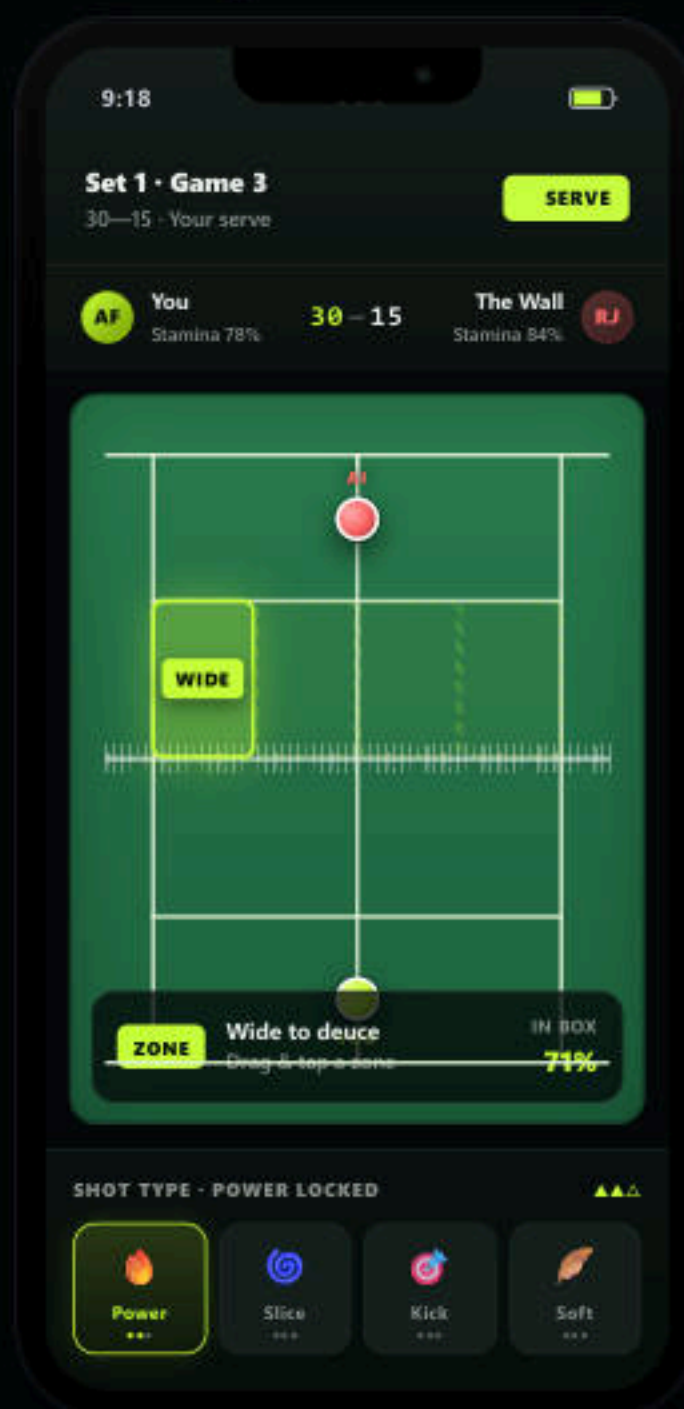 9:18
Set 1 · Game 3
30—15 · Your serve
SERVE
AF
You
Stamina 78%
30 – 15
The Wall
Stamina 84%
RJ
AI
WIDE
ZONE
Wide to deuce
Drag & tap a zone
IN BOX
71%
SHOT TYPE · POWER LOCKED
Power
Slice
Kick
Soft